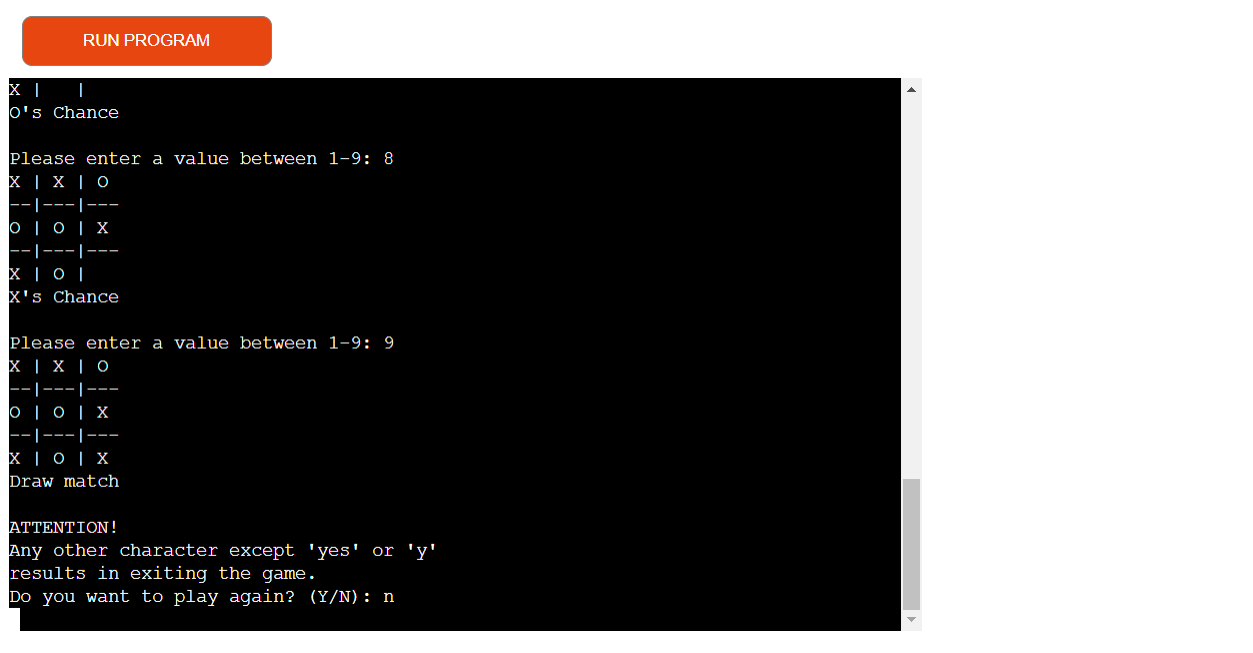 RUN PROGRAM
X |   |
O's Chance
Please enter a value between 1-9: 8
X | X | O
--|---|---
O | O | X
--|---|---
X | O |
X's Chance
Please enter a value between 1-9: 9
X | X | O
--|---|---
O | O | X
--|---|---
X | O | X
Draw match
ATTENTION!
Any other character except 'yes' or 'y'
results in exiting the game.
Do you want to play again? (Y/N): n